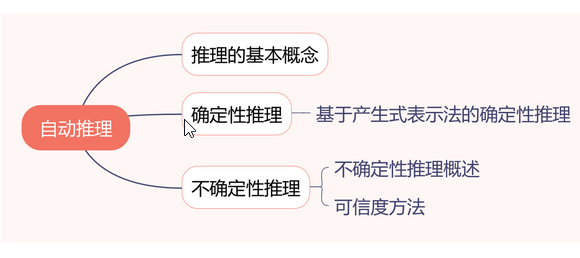 推理的基本概念
确定性推理
基于产生式表示法的确定性推理
自动推理
不确定性推理概述
不确定性推理
可信度方法